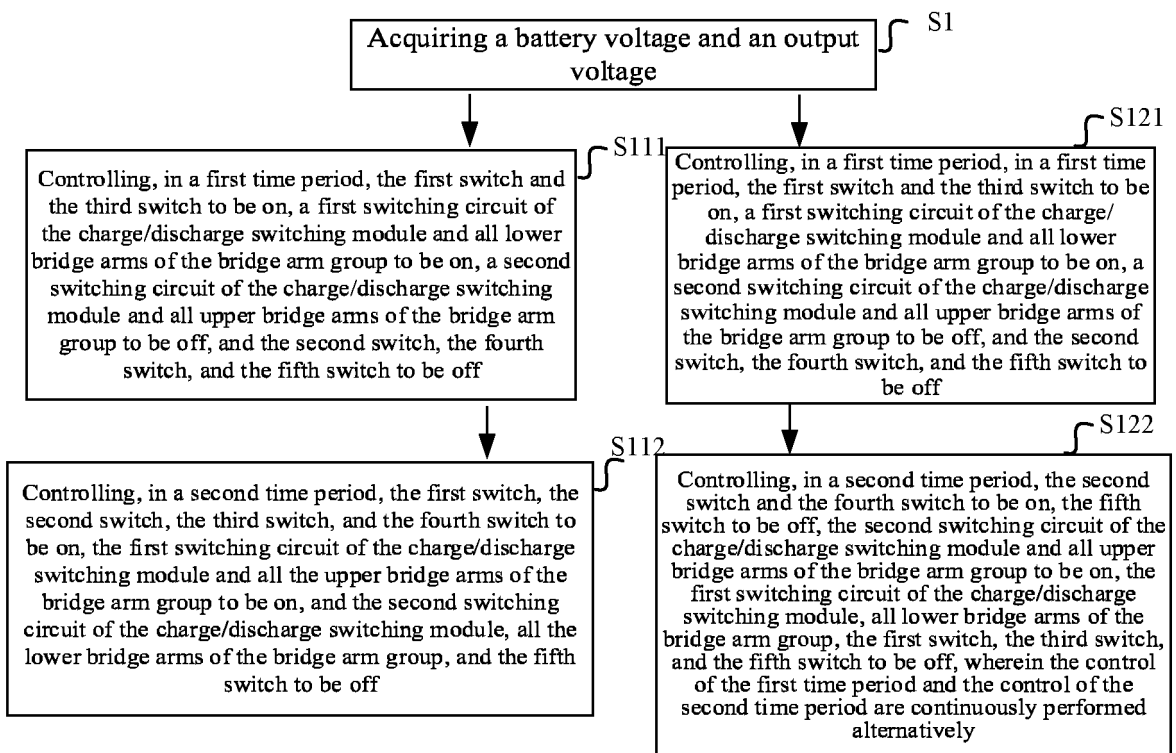 Acquiring a battery voltage and an output
voltage
S1
S111
Controlling, in a first time period, the first switch and
the third switch to be on, a first switching circuit of
the charge/discharge switching module and all lower
bridge arms of the bridge arm group to be on, a second
switching circuit of the charge/discharge switching
module and all upper bridge arms of the bridge arm
group to be off, and the second switch, the fourth
switch, and the fifth switch to be off
S121
Controlling, in a first time period, in a first time
period, the first switch and the third switch to be
on, a first switching circuit of the charge/
discharge switching module and all lower
bridge arms of the bridge arm group to be on, a
second switching circuit of the charge/discharge
switching module and all upper bridge arms of
the bridge arm group to be off, and the second
switch, the fourth switch, and the fifth switch to
be off
S112
Controlling, in a second time period, the first switch, the
second switch, the third switch, and the fourth switch to
be on, the first switching circuit of the charge/discharge
switching module and all the upper bridge arms of the
bridge arm group to be on, and the second switching
circuit of the charge/discharge switching module, all the
lower bridge arms of the bridge arm group, and the fifth
switch to be off
S122
Controlling, in a second time period, the second
switch and the fourth switch to be on, the fifth
switch to be off, the second switching circuit of the
charge/discharge switching module and all upper
bridge arms of the bridge arm group to be on, the
first switching circuit of the charge/discharge
switching module, all lower bridge arms of the
bridge arm group, the first switch, the third switch,
and the fifth switch to be off, wherein the control
of the first time period and the control of the
second time period are continuously performed
alternatively